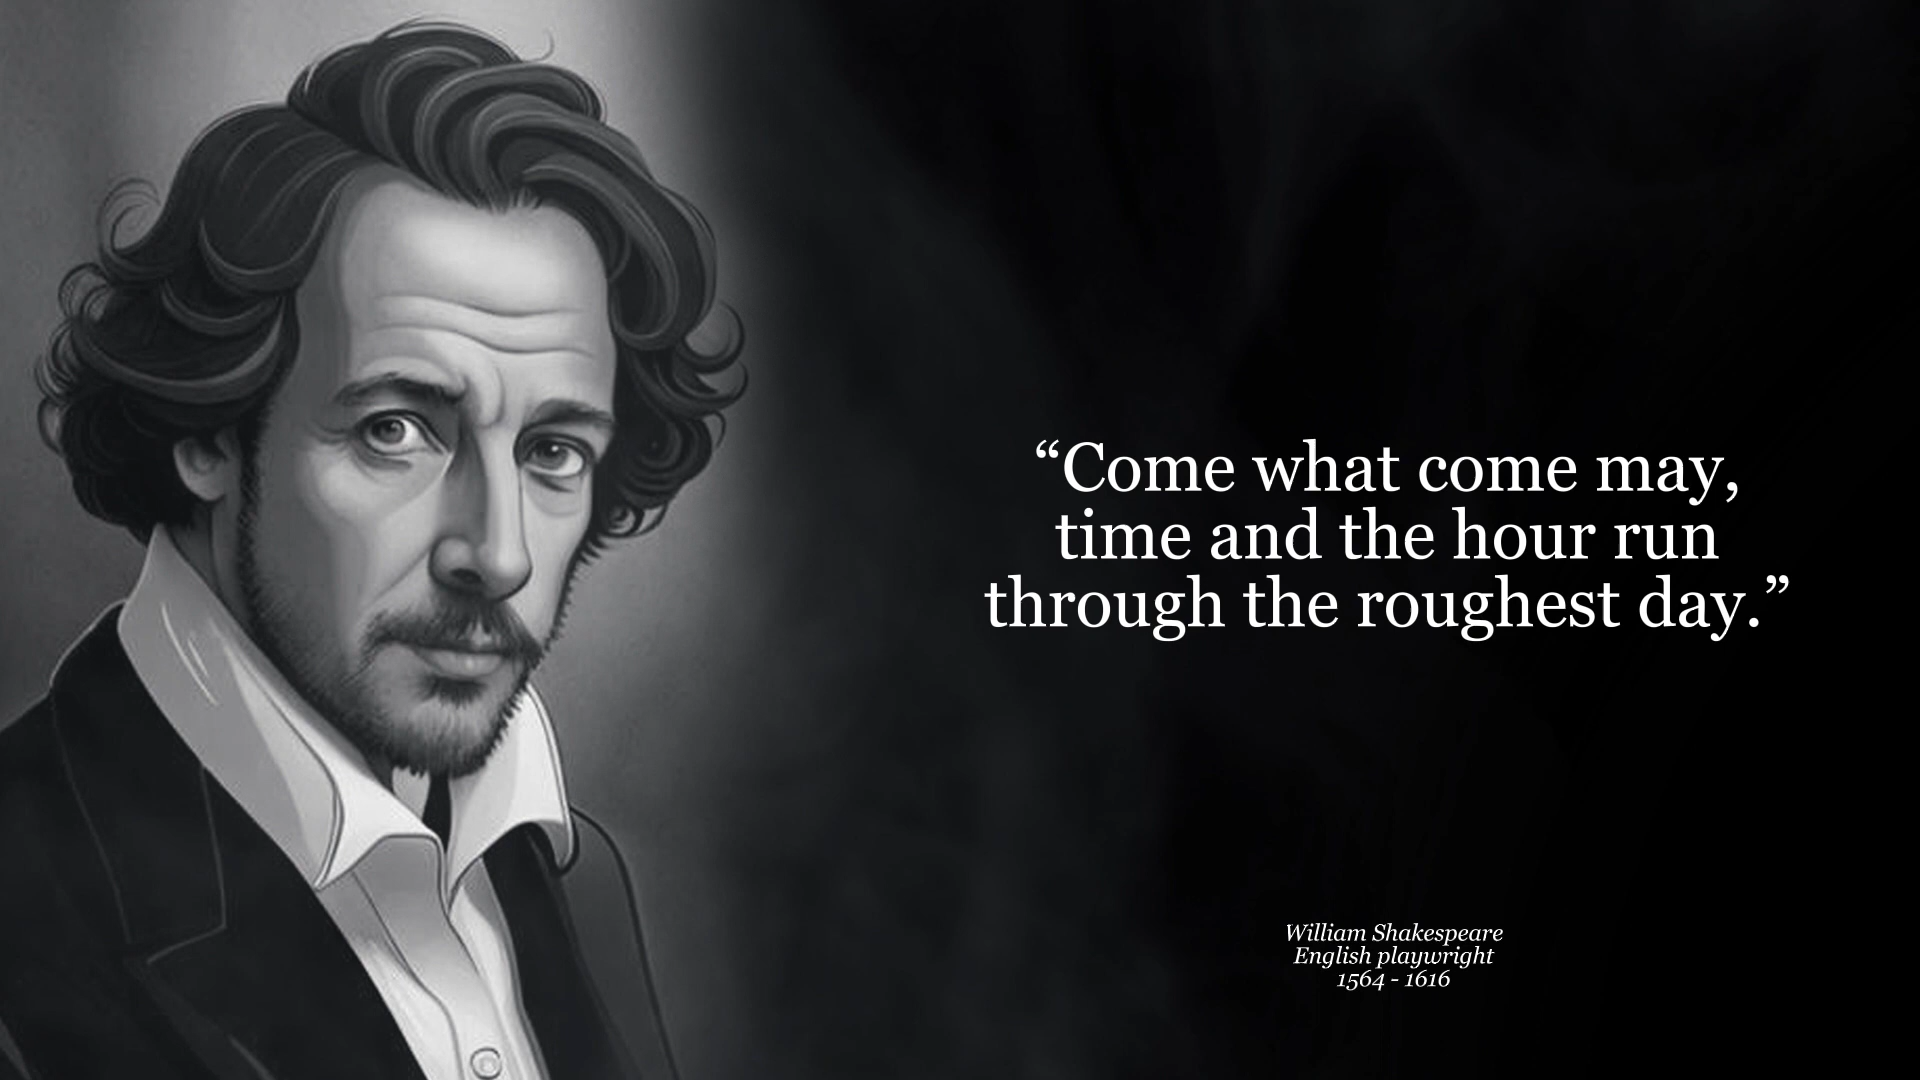 “Come what come may,
time and the hour run
through the roughest day.”
William Shakespeare
English playwright
1564 - 1616